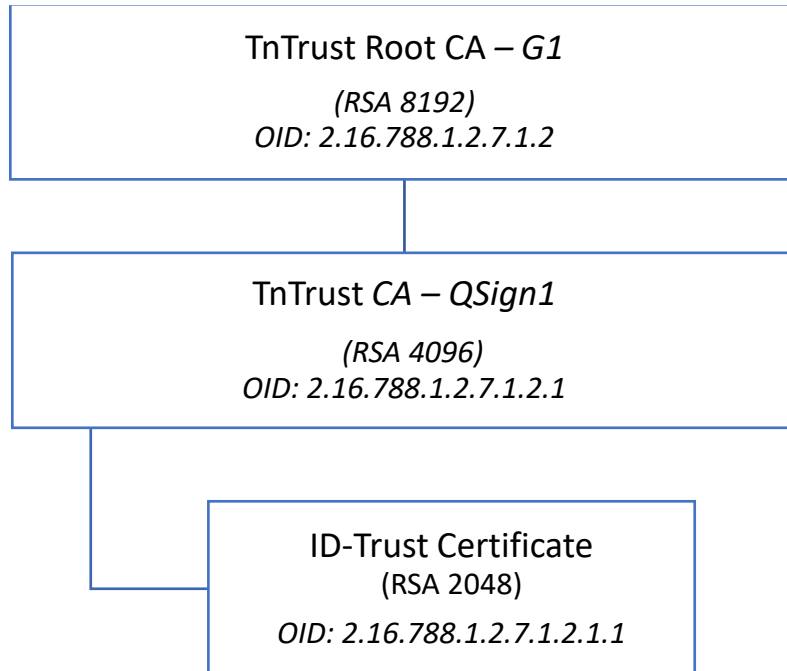 TnTrust Root CA – G1
(RSA 8192)
OID: 2.16.788.1.2.7.1.2
TnTrust CA – QSign1
(RSA 4096)
OID: 2.16.788.1.2.7.1.2.1
ID-Trust Certificate
(RSA 2048)
OID: 2.16.788.1.2.7.1.2.1.1